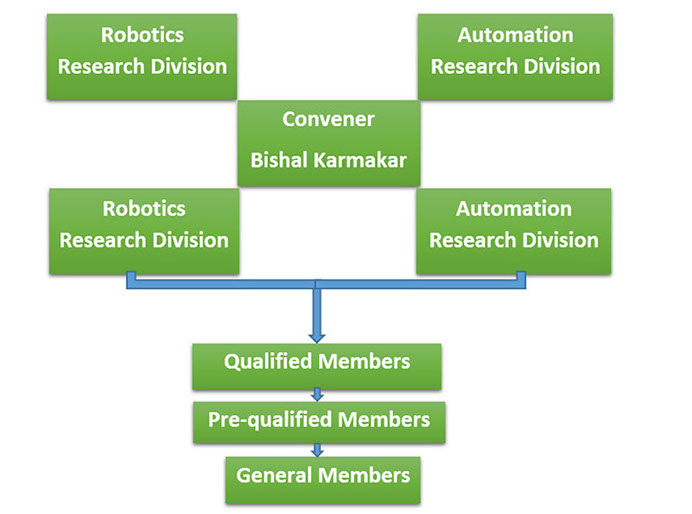 Robotics
Research Division
Automation
Research Division
Convener
Bishal Karmakar
Robotics
Research Division
Automation
Research Division
Qualified Members
Pre-qualified Members
General Members